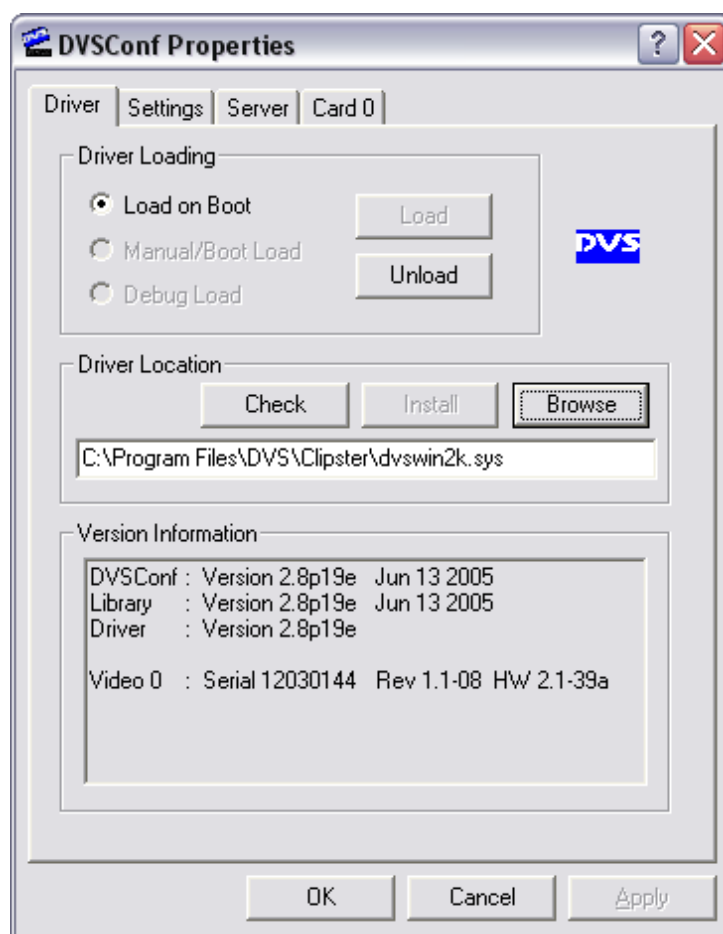 DVSConf Properties
Driver Settings Server Card 0
Driver Loading
Load on Boot
Load
Manual/Boot Load
Unload
Debug Load
DVS
Driver Location
Check Install Browse
C:\Program Files\DVS\Clipster\dvswin2k.sys
Version Information
DVSConf : Version 2.8p19e Jun 13 2005
Library : Version 2.8p19e Jun 13 2005
Driver : Version 2.8p19e
Video 0 : Serial 12030144 Rev 1.1-08 HW 2.1-39a
OK Cancel Apply